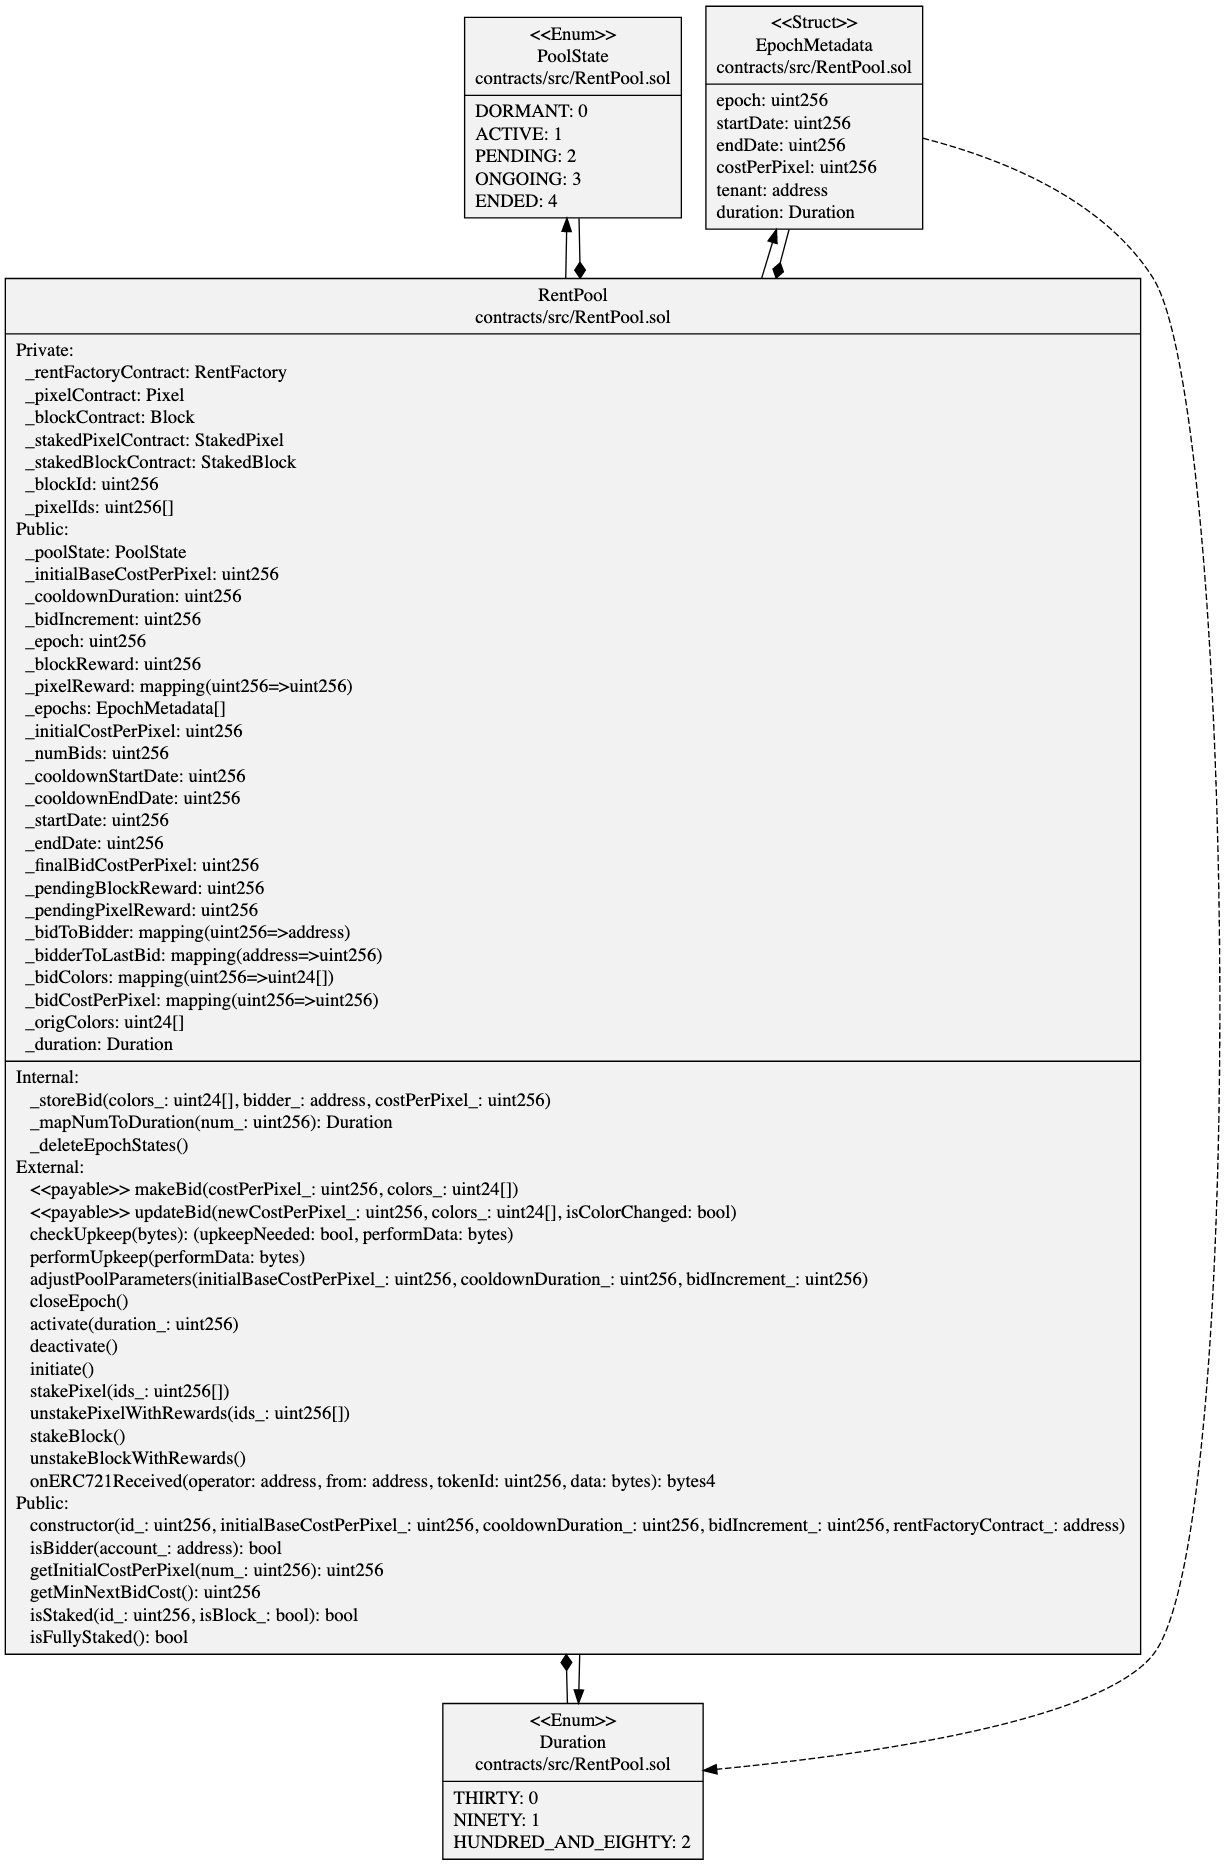 <<Enum>>
PoolState
contracts/src/RentPool.sol
DORMANT: 0
ACTIVE: 1
PENDING: 2
ONGOING: 3
ENDED: 4
<<Struct>>
EpochMetadata
contracts/src/RentPool.sol
epoch: uint256
startDate: uint256
endDate: uint256
costPerPixel: uint256
tenant: address
duration: Duration
RentPool
contracts/src/RentPool.sol
Private:
_rentFactoryContract: RentFactory
_pixelContract: Pixel
_blockContract: Block
_stakedPixelContract: StakedPixel
_stakedBlockContract: StakedBlock
_blockId: uint256
_pixelIds: uint256[]
Public:
_poolState: PoolState
_initialBaseCostPerPixel: uint256
_cooldownDuration: uint256
_bidIncrement: uint256
_epoch: uint256
_blockReward: uint256
_pixelReward: mapping(uint256=>uint256)
_epochs: EpochMetadata[]
_initialCostPerPixel: uint256
_numBids: uint256
_cooldownStartDate: uint256
_cooldownEndDate: uint256
_startDate: uint256
_endDate: uint256
_finalBidCostPerPixel: uint256
_pendingBlockReward: uint256
_pendingPixelReward: uint256
_bidToBidder: mapping(uint256=>address)
_bidderToLastBid: mapping(address=>uint256)
_bidColors: mapping(uint256=>uint24[])
_bidCostPerPixel: mapping(uint256=>uint256)
_origColors: uint24[]
_duration: Duration
Internal:
_storeBid(colors_: uint24[], bidder_: address, costPerPixel_: uint256)
_mapNumToDuration(num_: uint256): Duration
_deleteEpochStates()
External:
<<payable>> makeBid(costPerPixel_: uint256, colors_: uint24[])
<<payable>> updateBid(newCostPerPixel_: uint256, colors_: uint24[], isColorChanged: bool)
checkUpkeep(bytes): (upkeepNeeded: bool, performData: bytes)
performUpkeep(performData: bytes)
adjustPoolParameters(initialBaseCostPerPixel_: uint256, cooldownDuration_: uint256, bidIncrement_: uint256)
closeEpoch()
activate(duration_: uint256)
deactivate()
initiate()
stakePixel(ids_: uint256[])
unstakePixelWithRewards(ids_: uint256[])
stakeBlock()
unstakeBlockWithRewards()
onERC721Received(operator: address, from: address, tokenId: uint256, data: bytes): bytes4
Public:
constructor(id_: uint256, initialBaseCostPerPixel_: uint256, cooldownDuration_: uint256, bidIncrement_: uint256, rentFactoryContract_: address)
isBidder(account_: address): bool
getInitialCostPerPixel(num_: uint256): uint256
getMinNextBidCost(): uint256
isStaked(id_: uint256, isBlock_: bool): bool
isFullyStaked(): bool
<<Enum>>
Duration
contracts/src/RentPool.sol
THIRTY: 0
NINETY: 1
HUNDRED_AND_EIGHTY: 2